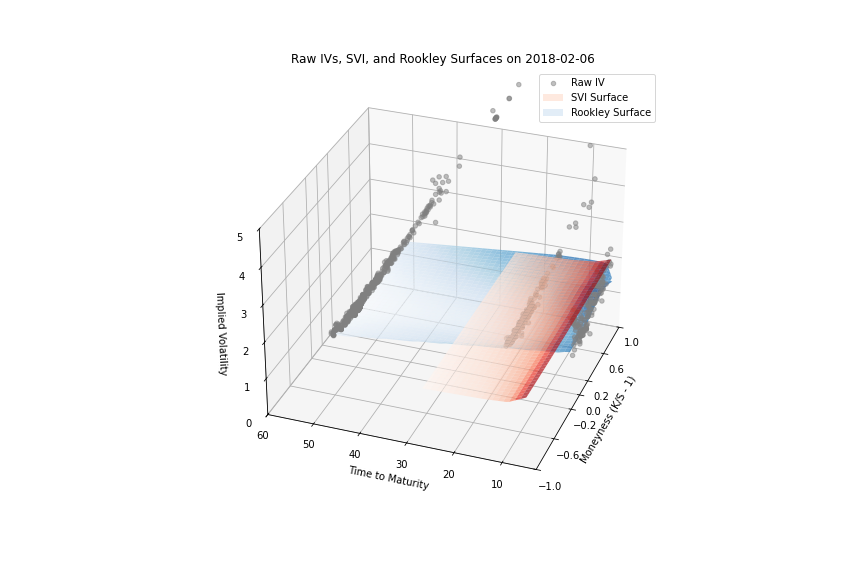 Raw IVs, SVI, and Rookley Surfaces on 2018-02-06
Raw IV
SVI Surface
Rookley Surface
5
4
3
2
1
0
Implied Volatility
60
50
40
30
20
10
Time to Maturity
1.0
0.6
0.2
0.0
−0.2
−0.6
−1.0
Moneyness (K/S - 1)